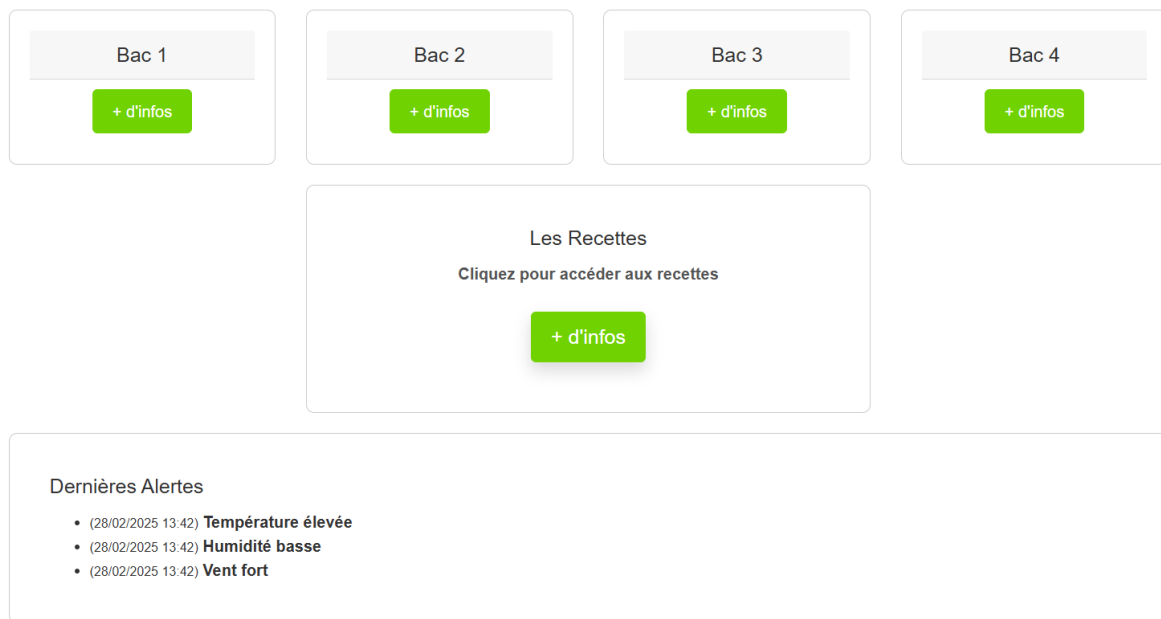 Bac 1
Bac 2
Bac 3
Bac 4
+ d'infos
+ d'infos
+ d'infos
+ d'infos
Les Recettes
Cliquez pour accéder aux recettes
+ d'infos
Dernières Alertes
(28/02/2025 13:42) Température élevée
(28/02/2025 13:42) Humidité basse
(28/02/2025 13:42) Vent fort